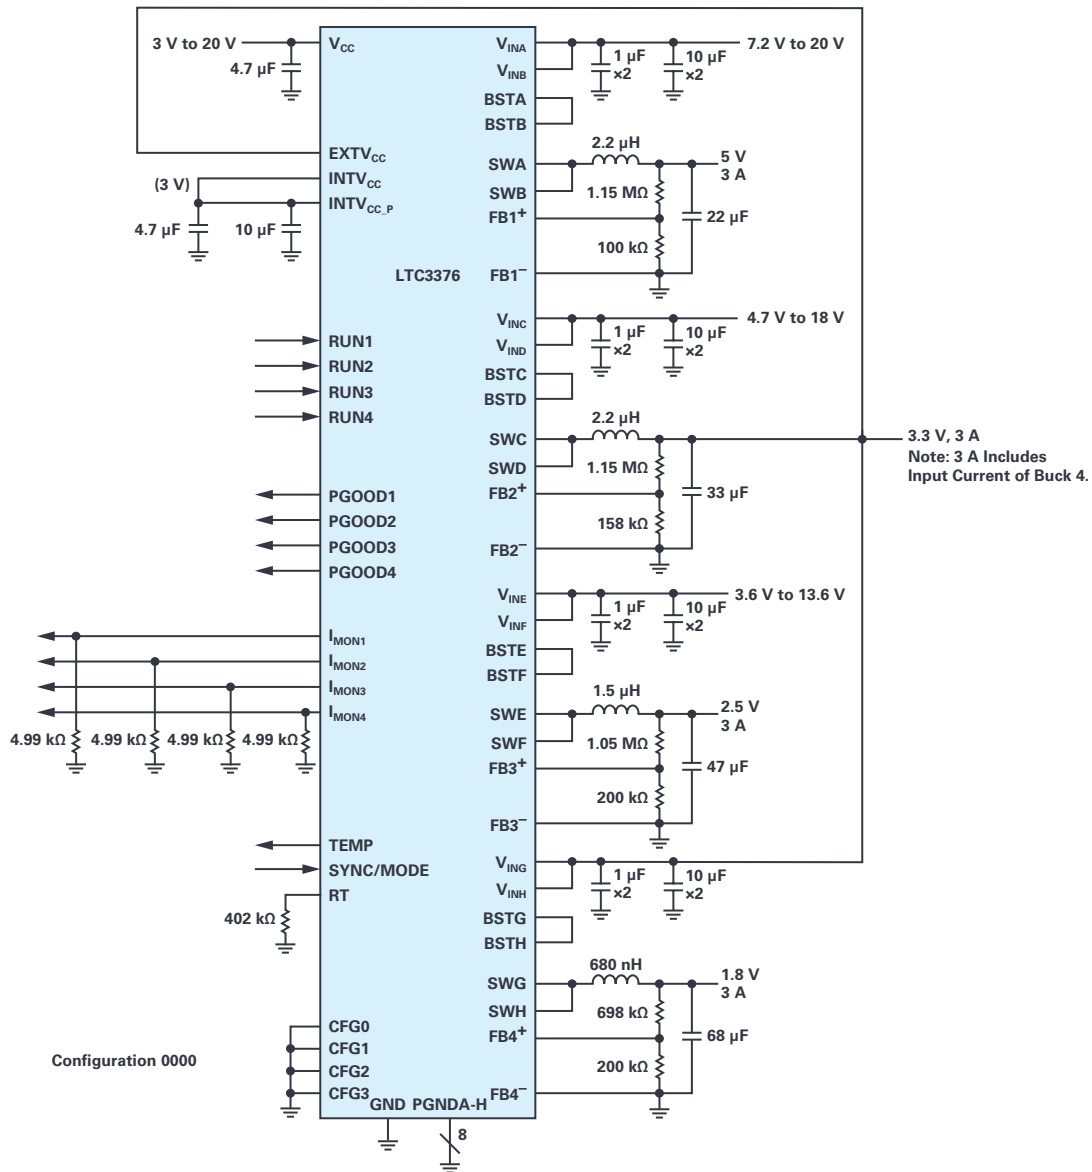 3 V to 20 V
4.7 µF
VCC
EXTVCC
(3 V)
INTVCC
INTVCC_P
4.7 µF
10 µF
LTC3376
RUN1
RUN2
RUN3
RUN4
PGOOD1
PGOOD2
PGOOD3
PGOOD4
IMON1
IMON2
IMON3
IMON4
4.99 kΩ
4.99 kΩ
4.99 kΩ
4.99 kΩ
TEMP
SYNC/MODE
RT
402 kΩ
CFG0
CFG1
CFG2
CFG3
Configuration 0000
GND PGNDA-H
8
VINA
VINB
1 µF
×2
10 µF
×2
7.2 V to 20 V
BSTA
BSTB
2.2 µH
SWA
SWB
5 V
3 A
1.15 MΩ
FB1+
22 µF
100 kΩ
FB1−
VINC
VIND
1 µF
×2
10 µF
×2
4.7 V to 18 V
BSTC
BSTD
2.2 µH
SWC
SWD
1.15 MΩ
FB2+
33 µF
158 kΩ
FB2−
3.3 V, 3 A
Note: 3 A Includes
Input Current of Buck 4.
VINE
VINF
1 µF
×2
10 µF
×2
3.6 V to 13.6 V
BSTE
BSTF
1.5 µH
SWE
SWF
2.5 V
3 A
1.05 MΩ
FB3+
47 µF
200 kΩ
FB3−
VING
VINH
1 µF
×2
10 µF
×2
BSTG
BSTH
680 nH
SWG
SWH
1.8 V
3 A
698 kΩ
FB4+
68 µF
200 kΩ
FB4−